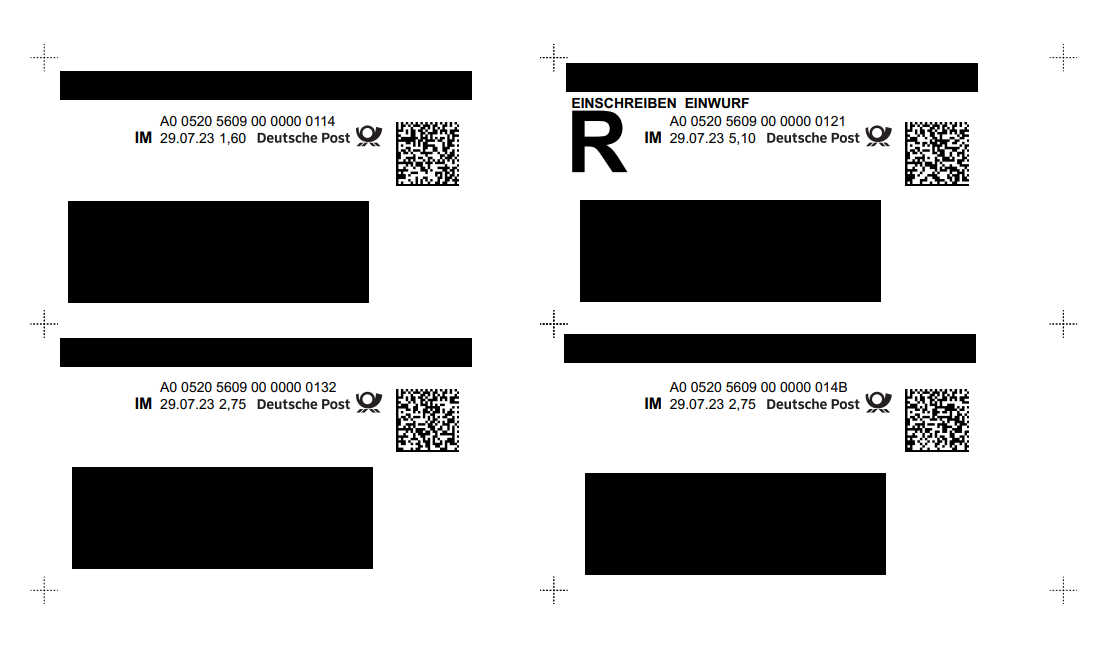 A0 0520 5609 00 0000 0114
IM 29.07.23 1,60 Deutsche Post
EINSCHREIBEN EINWURF
R
A0 0520 5609 00 0000 0121
IM 29.07.23 5,10 Deutsche Post
A0 0520 5609 00 0000 0132
IM 29.07.23 2,75 Deutsche Post
A0 0520 5609 00 0000 014B
IM 29.07.23 2,75 Deutsche Post